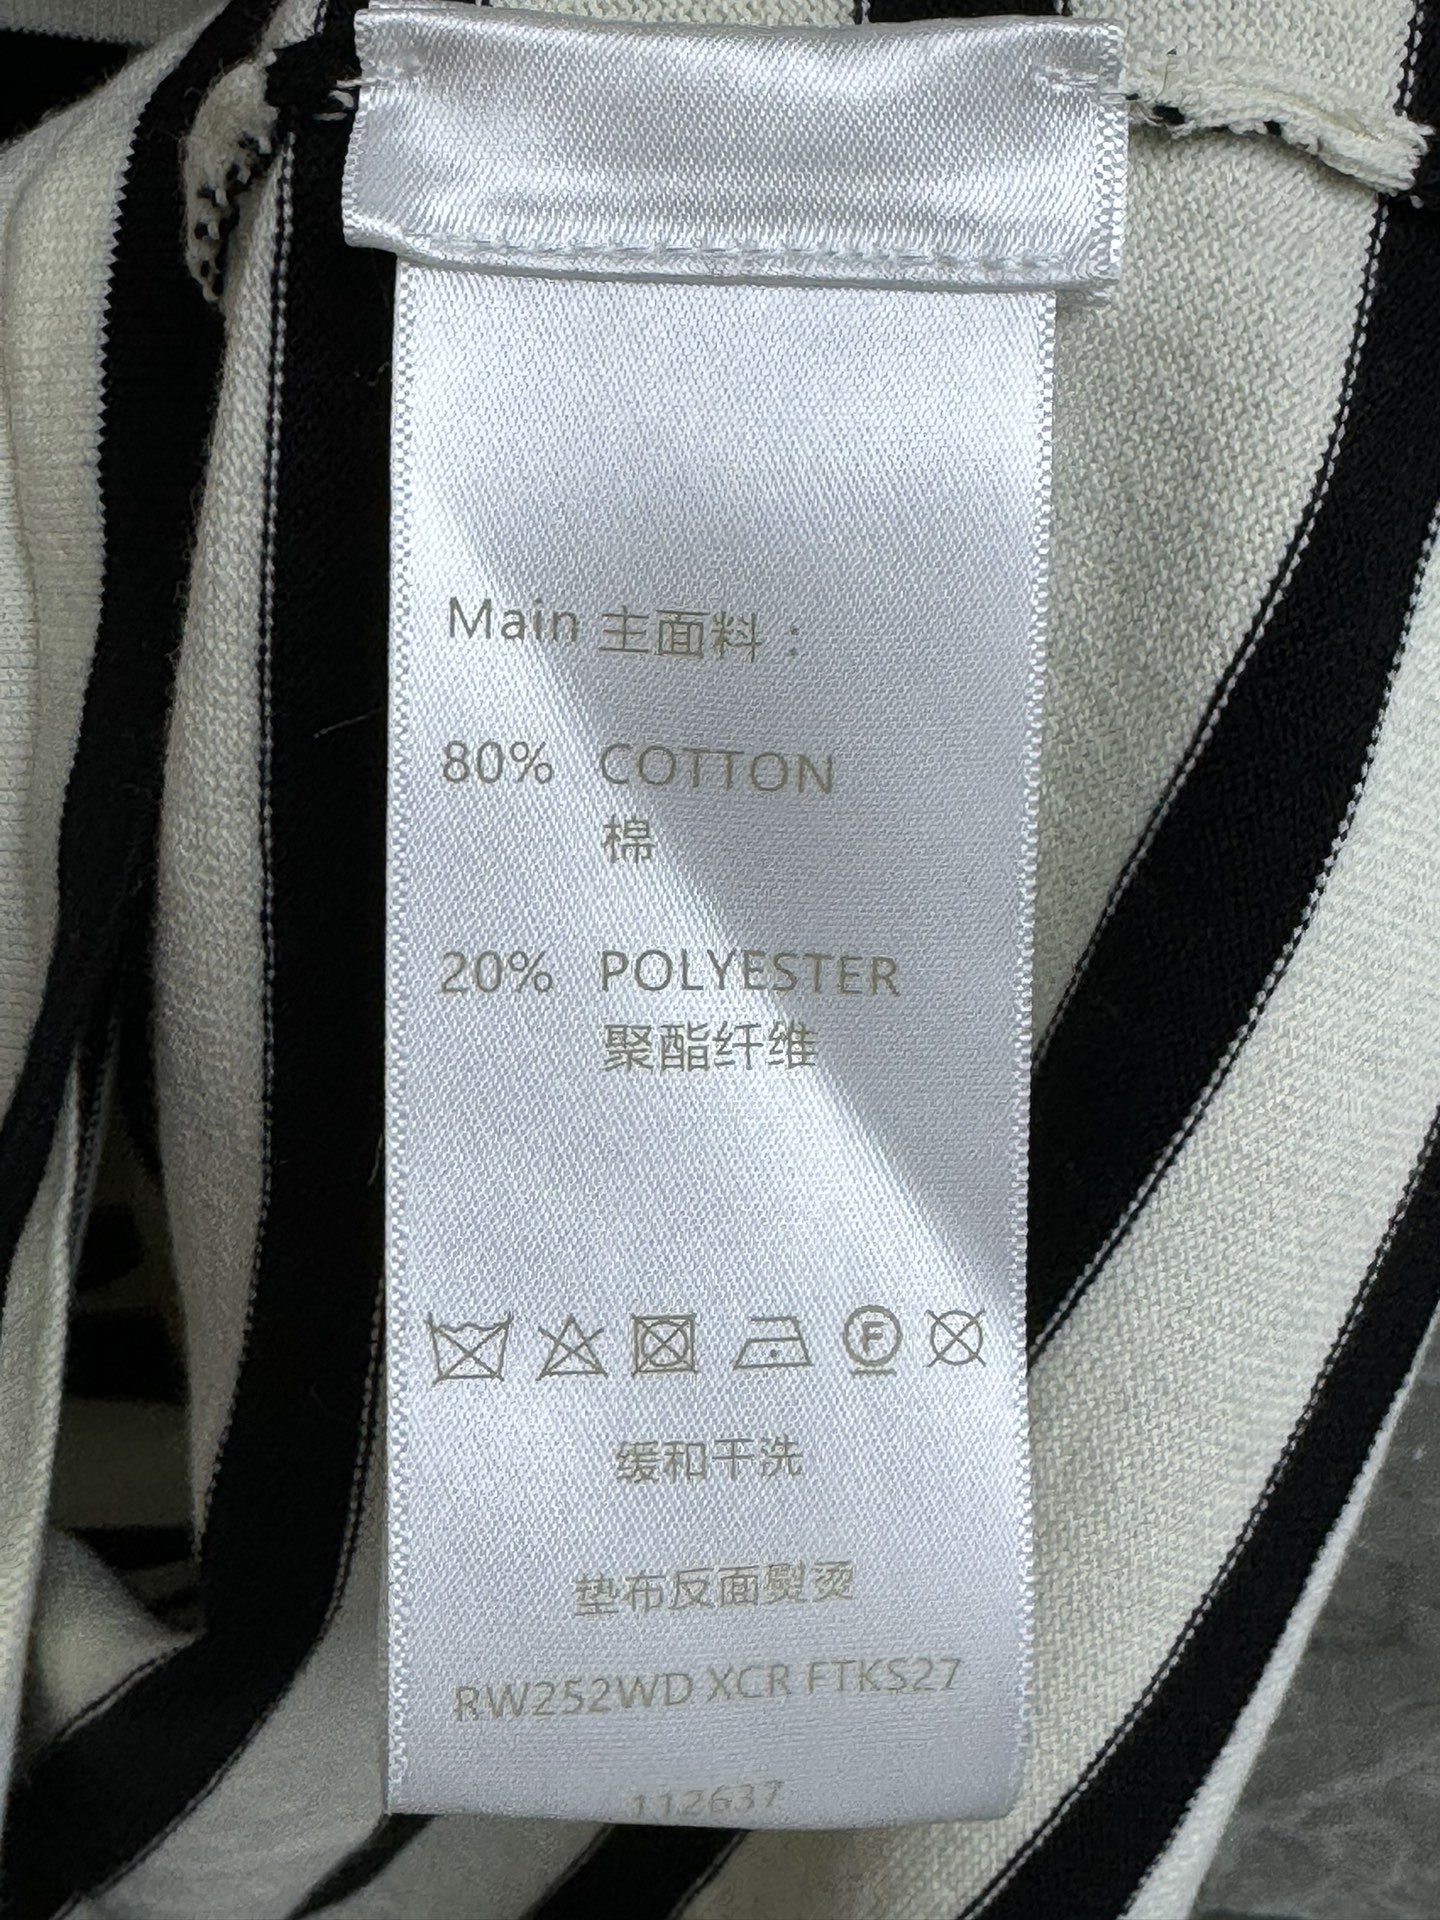 Main 主面料：
80% COTTON
棉
20% POLYESTER
聚酯纤维
F
缓和干洗
垫布反面熨烫
RW252WD XCR FTKS27
112637